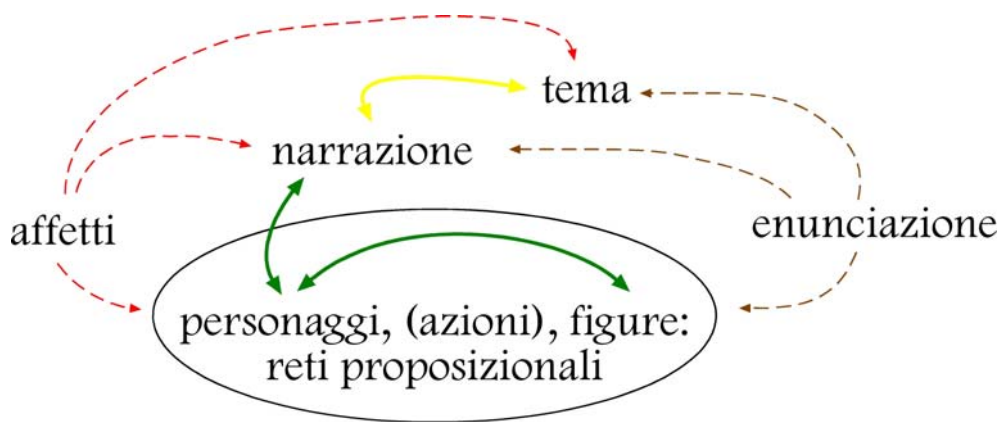 tema
narrazione
affetti
enunciazione
personaggi, (azioni), figure:
reti proposizionali